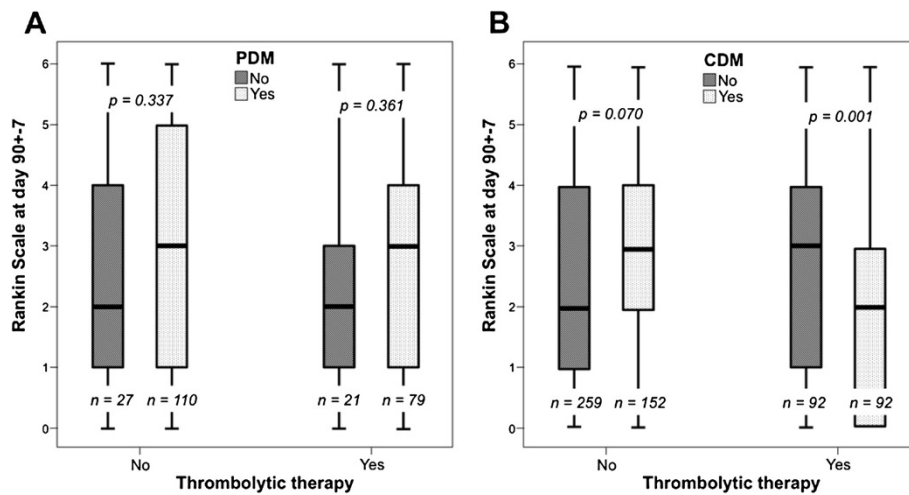 A
PDM
No
Yes
Rankin Scale at day 90+-7
6
5
4
3
2
1
0
p = 0.337
p = 0.361
n = 27
n = 110
n = 21
n = 79
No
Yes
Thrombolytic therapy
B
CDM
No
Yes
Rankin Scale at day 90+-7
6
5
4
3
2
1
0
p = 0.070
p = 0.001
n = 259
n = 152
n = 92
n = 92
No
Yes
Thrombolytic therapy